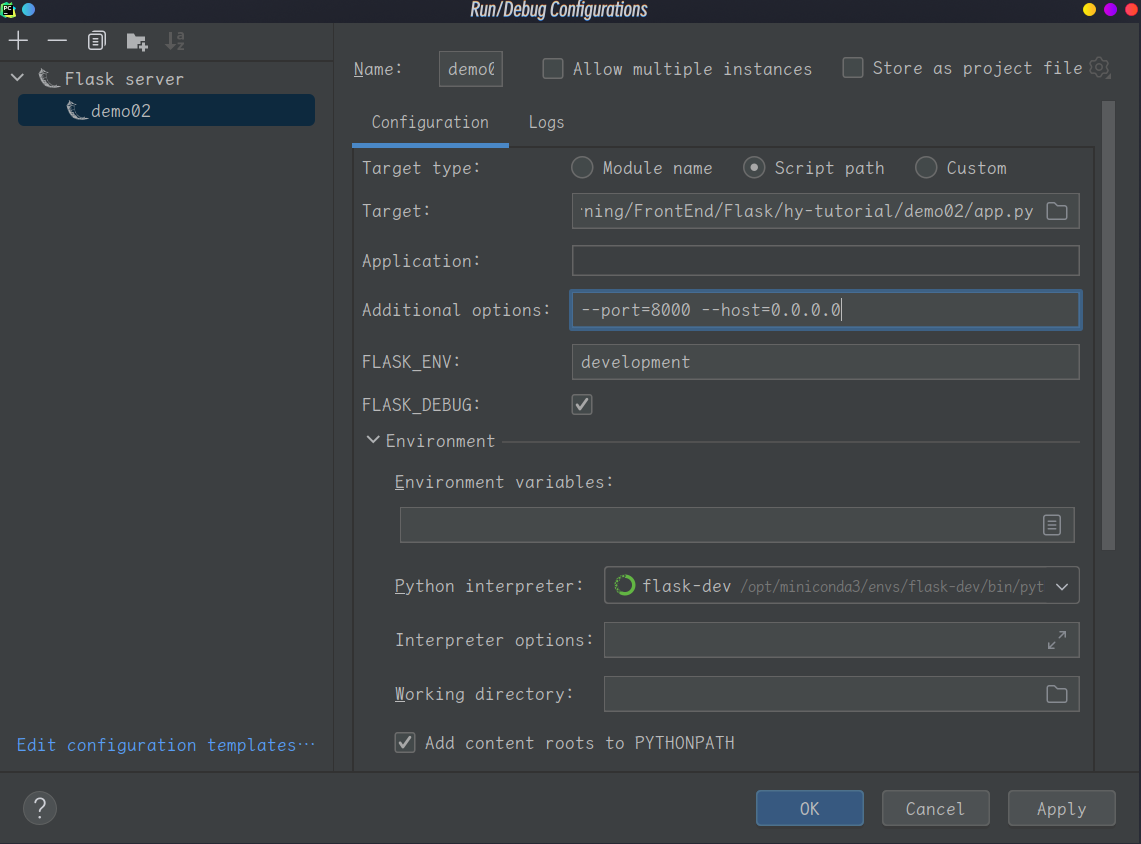 PC
Run/Debug Configurations
Flask server
demo02
Edit configuration templates...
Name:
demo0
Allow multiple instances
Store as project file
Configuration
Logs
Target type:
Module name
Script path
Custom
Target:
ning/FrontEnd/Flask/hy-tutorial/demo02/app.py
Application:
Additional options:
--port=8000 --host=0.0.0.0
FLASK_ENV:
development
FLASK_DEBUG:
Environment
Environment variables:
Python interpreter:
flask-dev /opt/miniconda3/envs/flask-dev/bin/pyt
Interpreter options:
Working directory:
Add content roots to PYTHONPATH
?
OK
Cancel
Apply